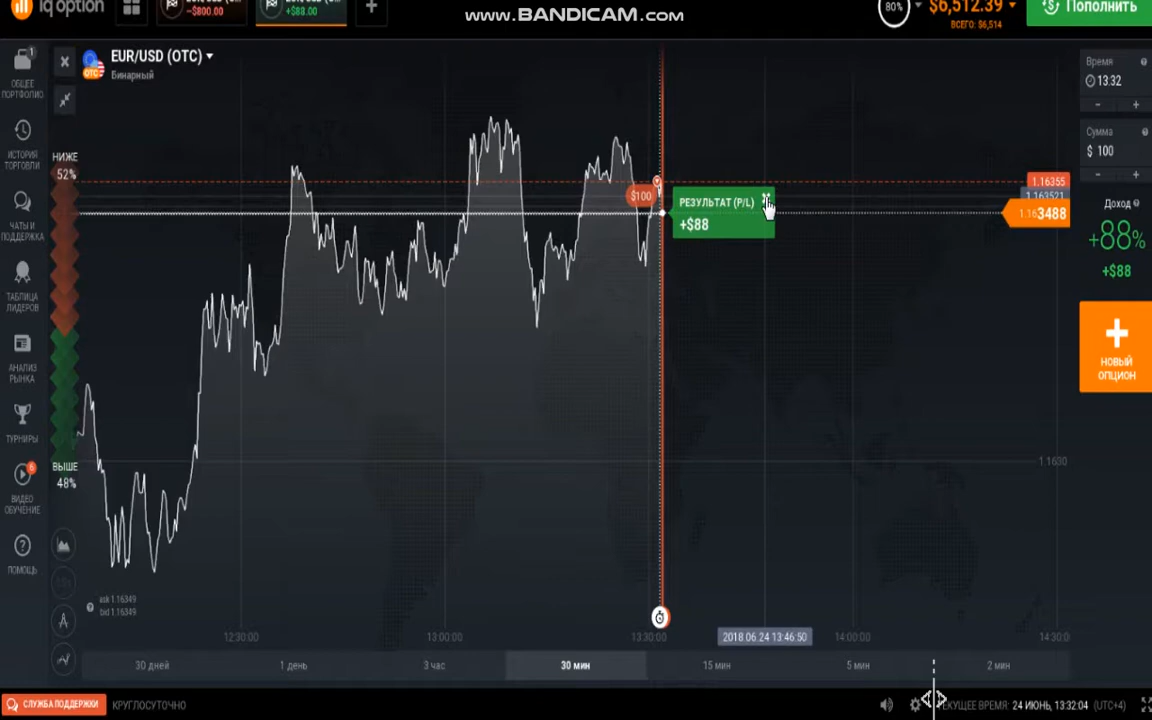 www.BANDICAM.com
iq option
-$800.00
+$88.00
80%
$6,512.39
ВСЕГО: $6,514
Пополнить
EUR/USD (OTC)
Бинарный
OTC
1
ОБЩЕЕ
ПОРТФОЛИО
ИСТОРИЯ
ТОРГОВЛИ
ЧАТЫ И
ПОДДЕРЖКА
ТАБЛИЦА
ЛИДЕРОВ
АНАЛИЗ
РЫНКА
ТУРНИРЫ
6
ВИДЕО
ОБУЧЕНИЕ
ПОМОЩЬ
НИЖЕ
52%
ВЫШЕ
48%
$100
РЕЗУЛЬТАТ (P/L)
+$88
1.16355
1.163521
1.163488
1.1630
Время
13:32
- +
Сумма
$ 100
- +
Доход
+88%
+$88
НОВЫЙ
ОПЦИОН
ask 1.16349
bid 1.16349
12:30:00
13:00:00
13:30:00
2018.06.24 13:46:50
14:00:00
14:30:0
30 дней
1 день
3 час
30 мин
15 мин
5 мин
2 мин
СЛУЖБА ПОДДЕРЖКИ
КРУГЛОСУТОЧНО
ЕКУЩЕЕ ВРЕМЯ: 24 ИЮНЬ, 13:32:04 (UTC+4)